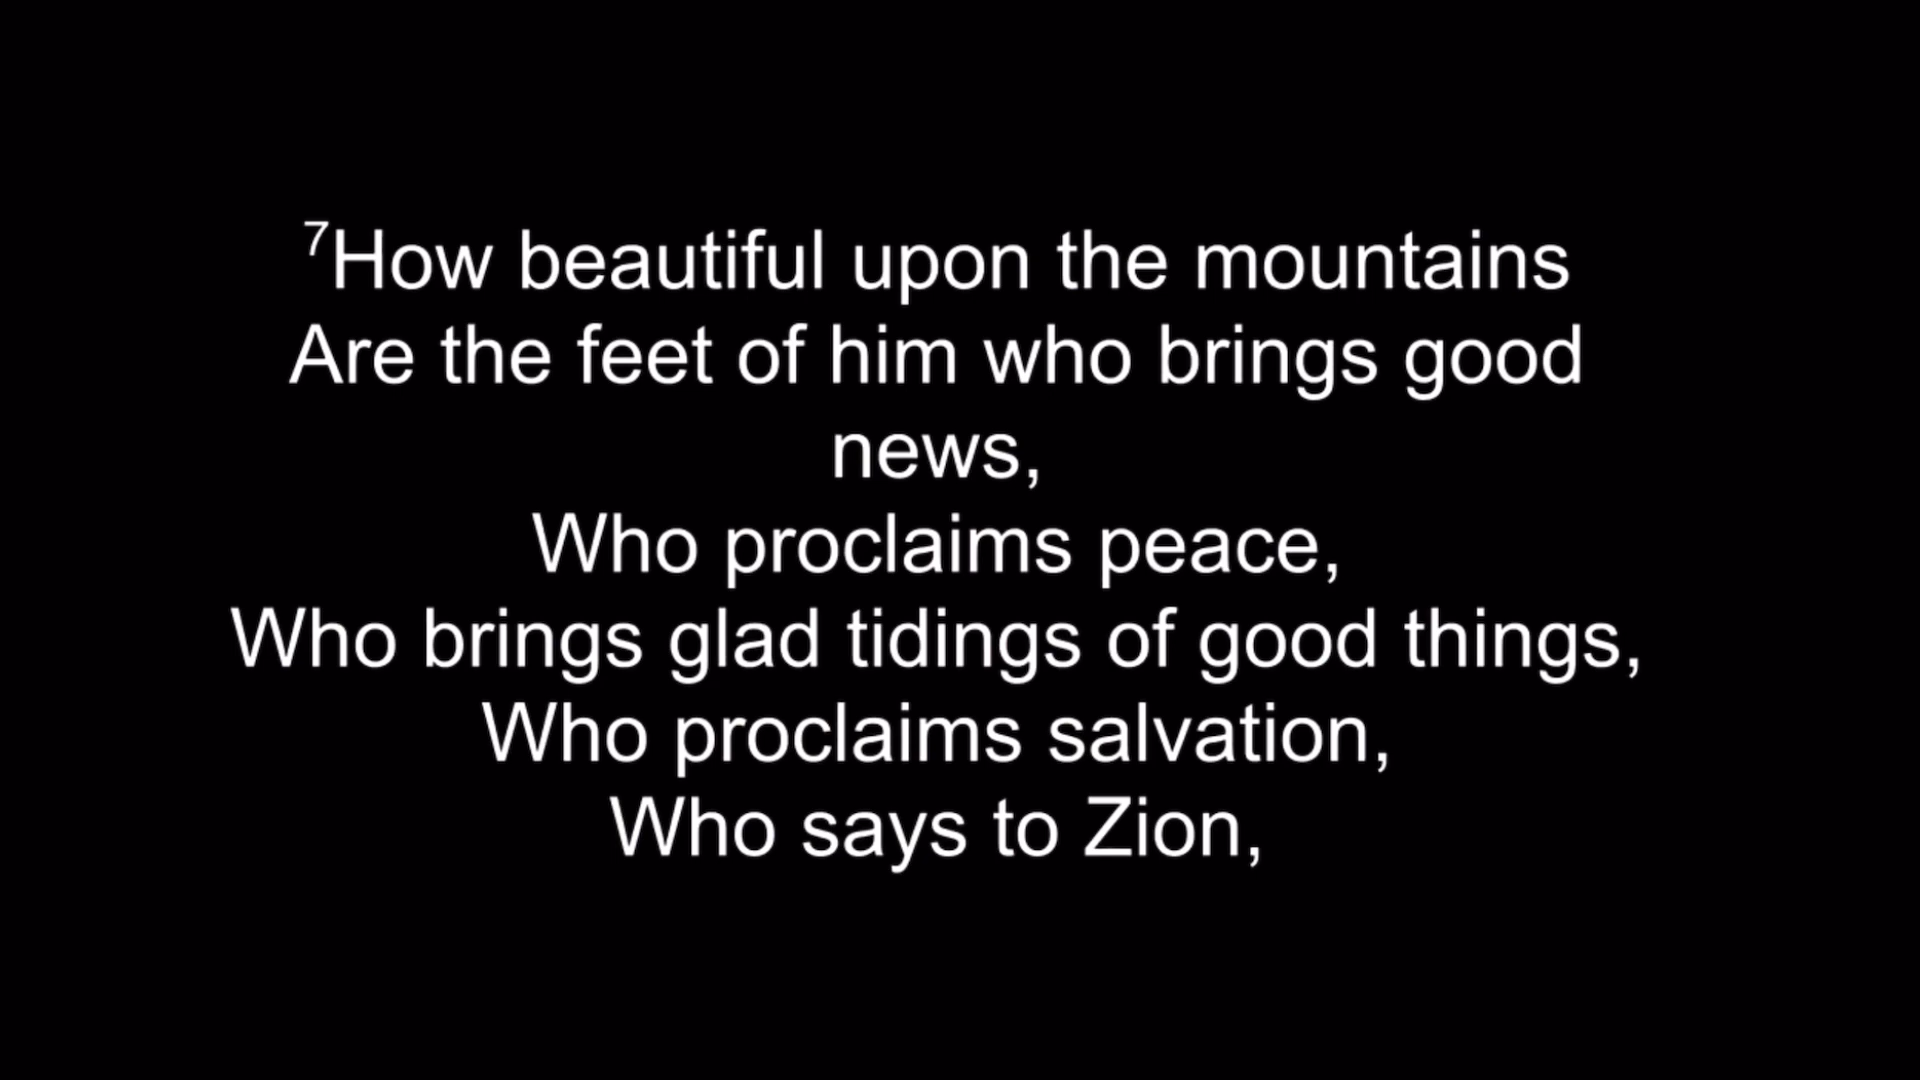 7How beautiful upon the mountains
Are the feet of him who brings good
news,
Who proclaims peace,
Who brings glad tidings of good things,
Who proclaims salvation,
Who says to Zion,